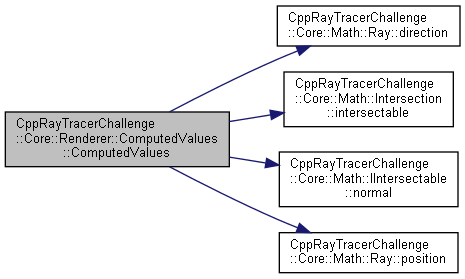 CppRayTracerChallenge
::Core::Renderer::ComputedValues
::ComputedValues
CppRayTracerChallenge
::Core::Math::Ray::direction
CppRayTracerChallenge
::Core::Math::Intersection
::intersectable
CppRayTracerChallenge
::Core::Math::IIntersectable
::normal
CppRayTracerChallenge
::Core::Math::Ray::position